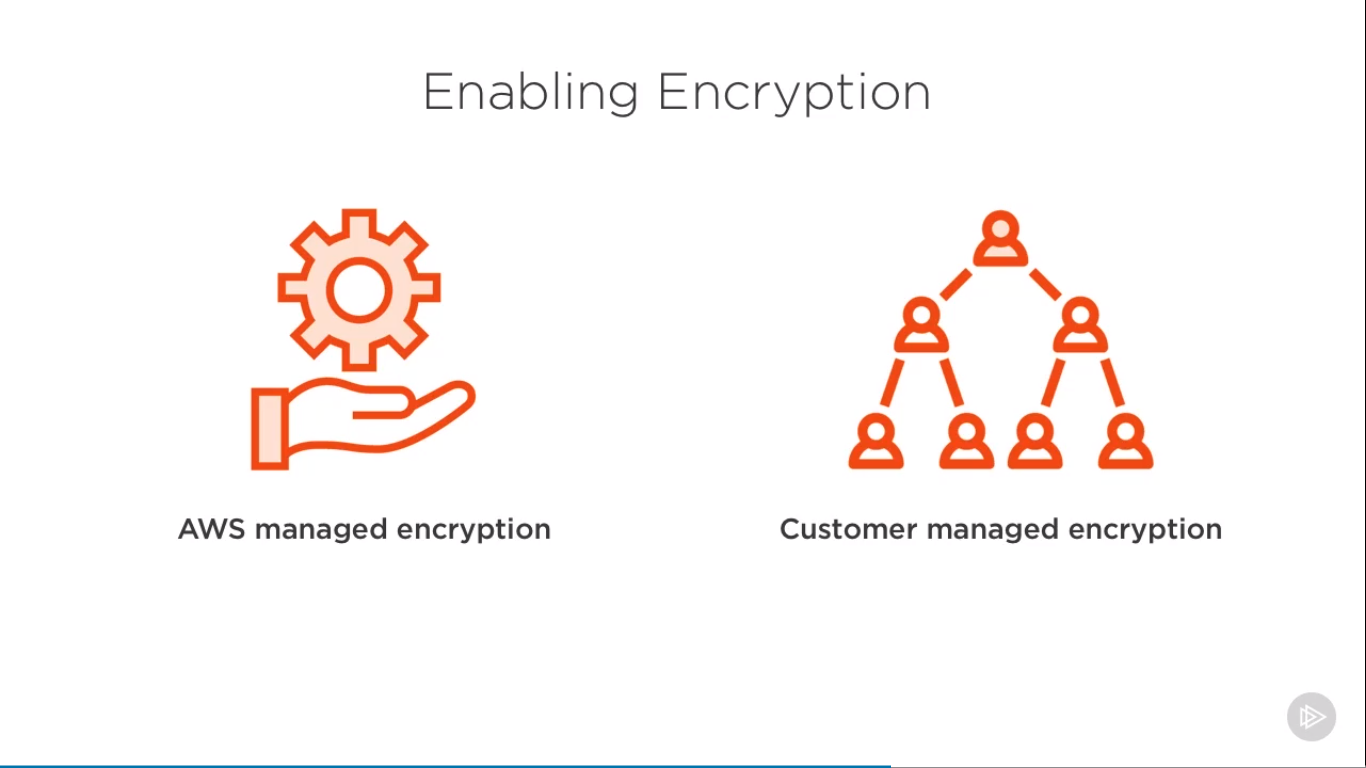 Enabling Encryption
AWS managed encryption
Customer managed encryption